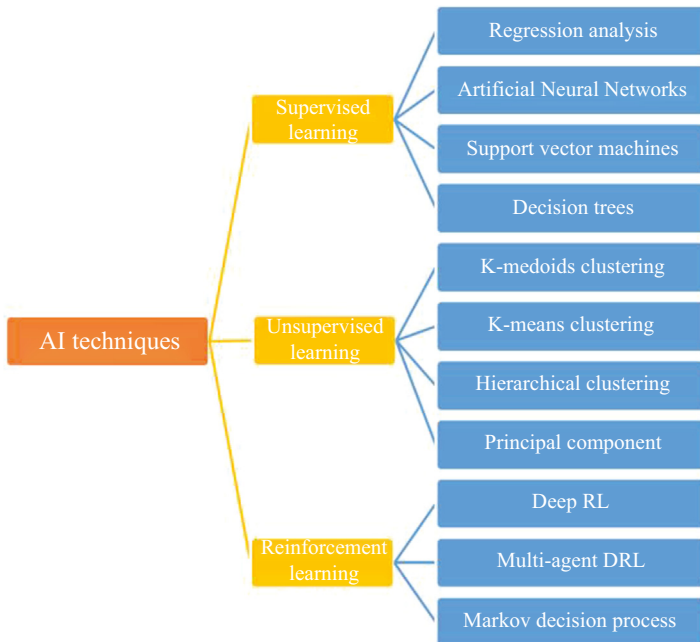 Regression analysis
Artificial Neural Networks
Supervised
learning
Support vector machines
Decision trees
K-medoids clustering
K-means clustering
AI techniques
Unsupervised
learning
Hierarchical clustering
Principal component
Deep RL
Reinforcement
learning
Multi-agent DRL
Markov decision process